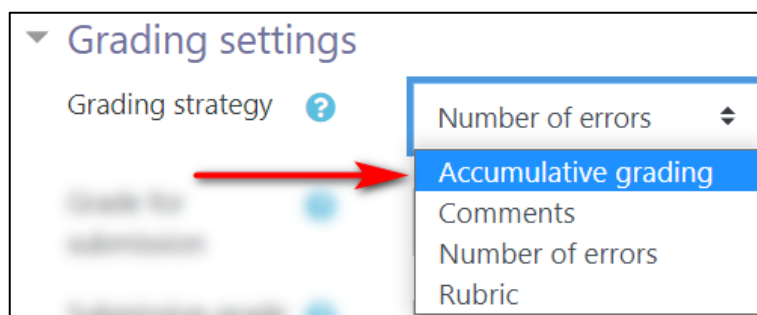 Grading settings
Grading strategy ?
Number of errors
Accumulative grading
Comments
Number of errors
Rubric